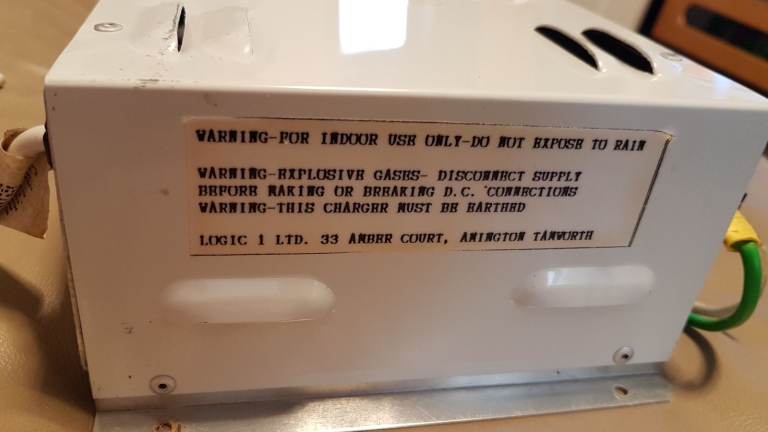 WARNING-FOR INDOOR USE ONLY-DO NOT EXPOSE TO RAIN
WARNING-EXPLOSIVE GASES- DISCONNECT SUPPLY
BEFORE MAKING OR BREAKING D.C. CONNECTIONS
WARNING-THIS CHARGER MUST BE EARTHED
LOGIC 1 LTD. 33 AMBER COURT, AMINGTON TAMWORTH